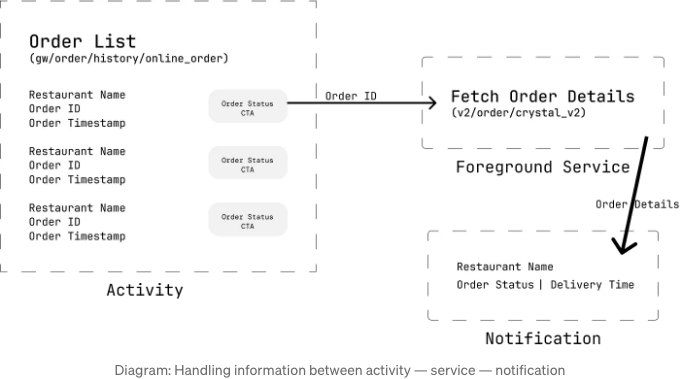 Order List
(gw/order/history/online_order)
Restaurant Name
Order ID
Order Timestamp
Order Status
CTA
Restaurant Name
Order ID
Order Timestamp
Order Status
CTA
Restaurant Name
Order ID
Order Timestamp
Order Status
CTA
Activity
Order ID
Fetch Order Details
(v2/order/crystal_v2)
Foreground Service
Order Details
Restaurant Name
Order Status | Delivery Time
Notification
Diagram: Handling information between activity — service — notification